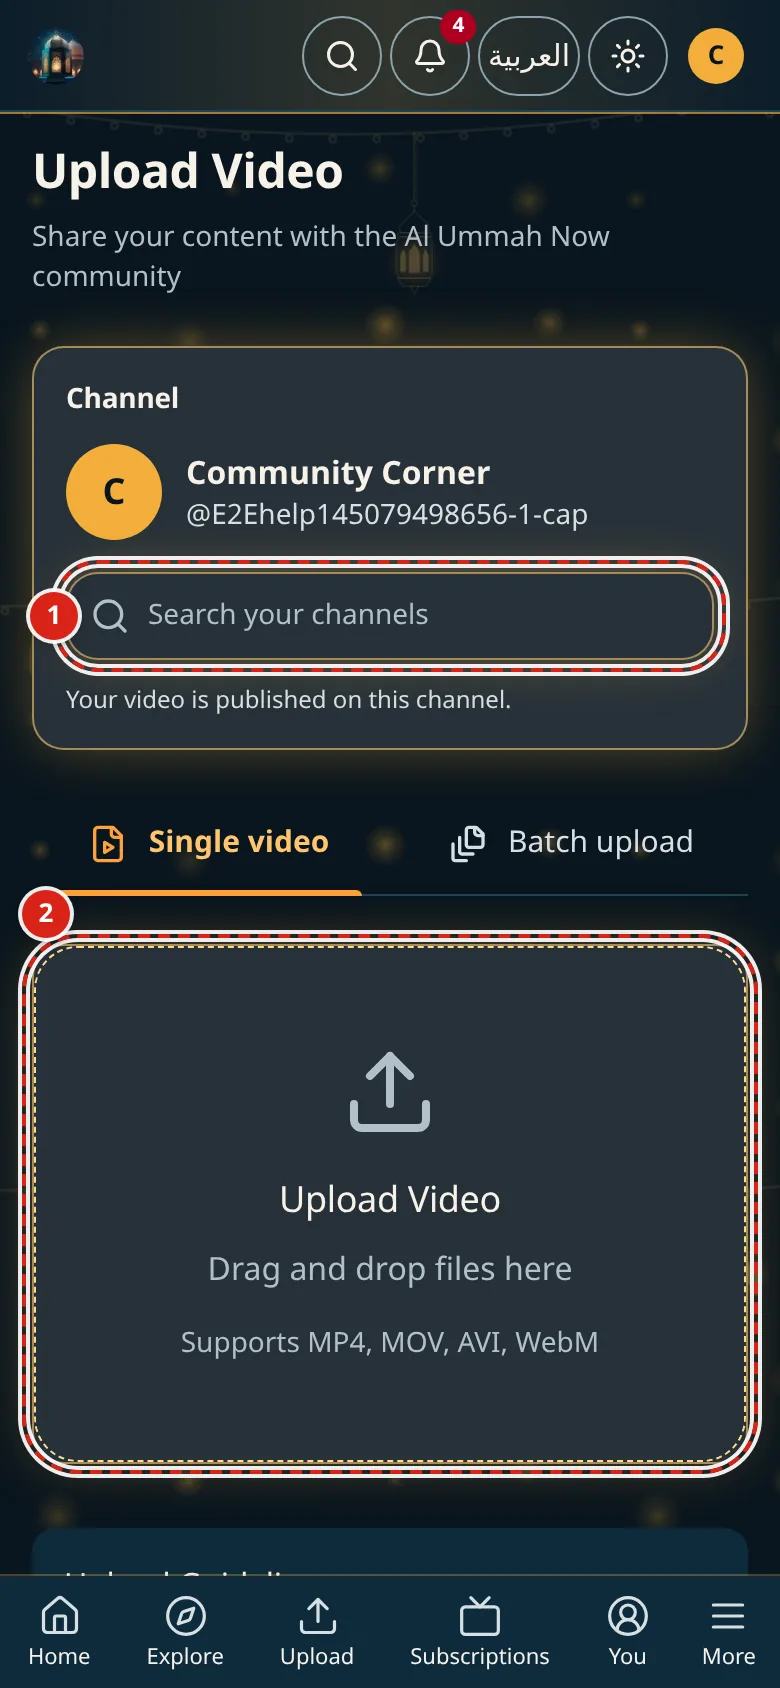 4
العربية
C
Upload Video
Share your content with the Al Ummah Now
community
Channel
C
Community Corner
@E2Ehelp145079498656-1-cap
1
Search your channels
Your video is published on this channel.
Single video
Batch upload
2
Upload Video
Drag and drop files here
Supports MP4, MOV, AVI, WebM
Home
Explore
Upload
Subscriptions
You
More